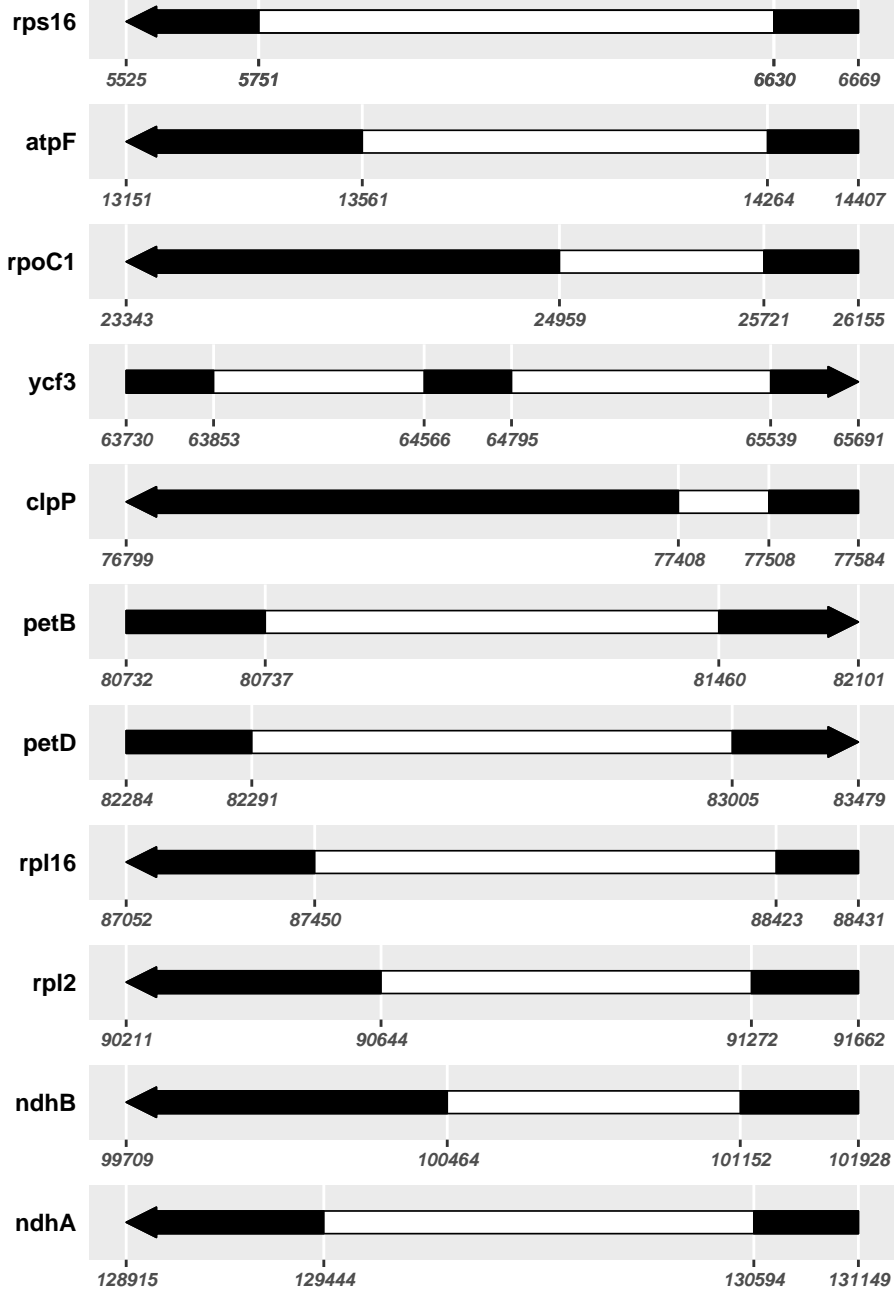 rps16
5525 5751 6630 6669
atpF
13151 13561 14264 14407
rpoC1
23343 24959 25721 26155
ycf3
63730 63853 64566 64795 65539 65691
clpP
76799 77408 77508 77584
petB
80732 80737 81460 82101
petD
82284 82291 83005 83479
rpl16
87052 87450 88423 88431
rpl2
90211 90644 91272 91662
ndhB
99709 100464 101152 101928
ndhA
128915 129444 130594 131149